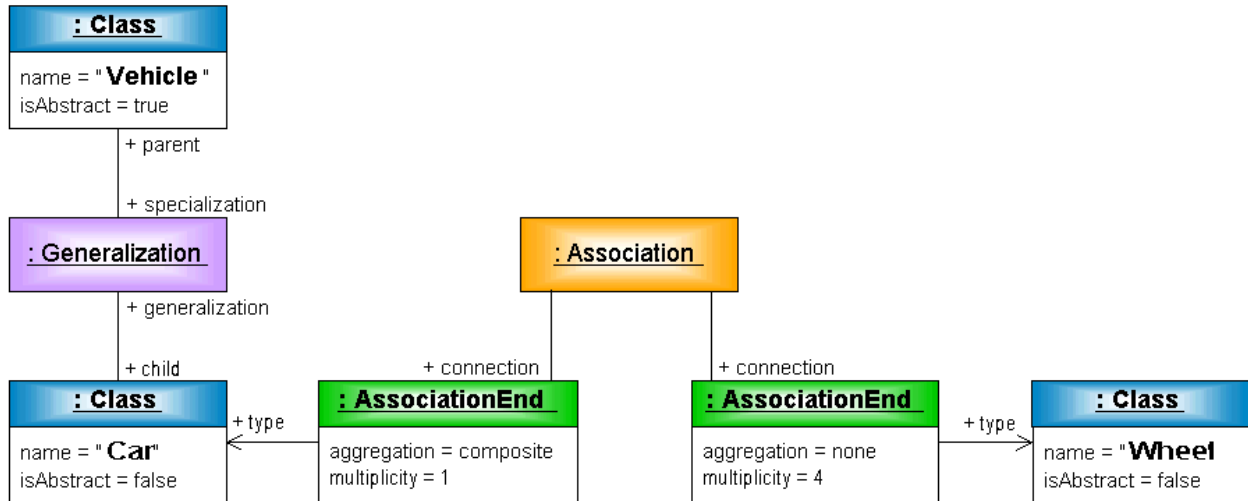 : Class
name = "Vehicle"
isAbstract = true
+ parent
+ specialization
: Generalization
: Association
+ generalization
+ child
+ connection
+ connection
: Class
name = "Car"
isAbstract = false
+ type
: AssociationEnd
aggregation = composite
multiplicity = 1
: AssociationEnd
aggregation = none
multiplicity = 4
+ type
: Class
name = "Wheel
isAbstract = false